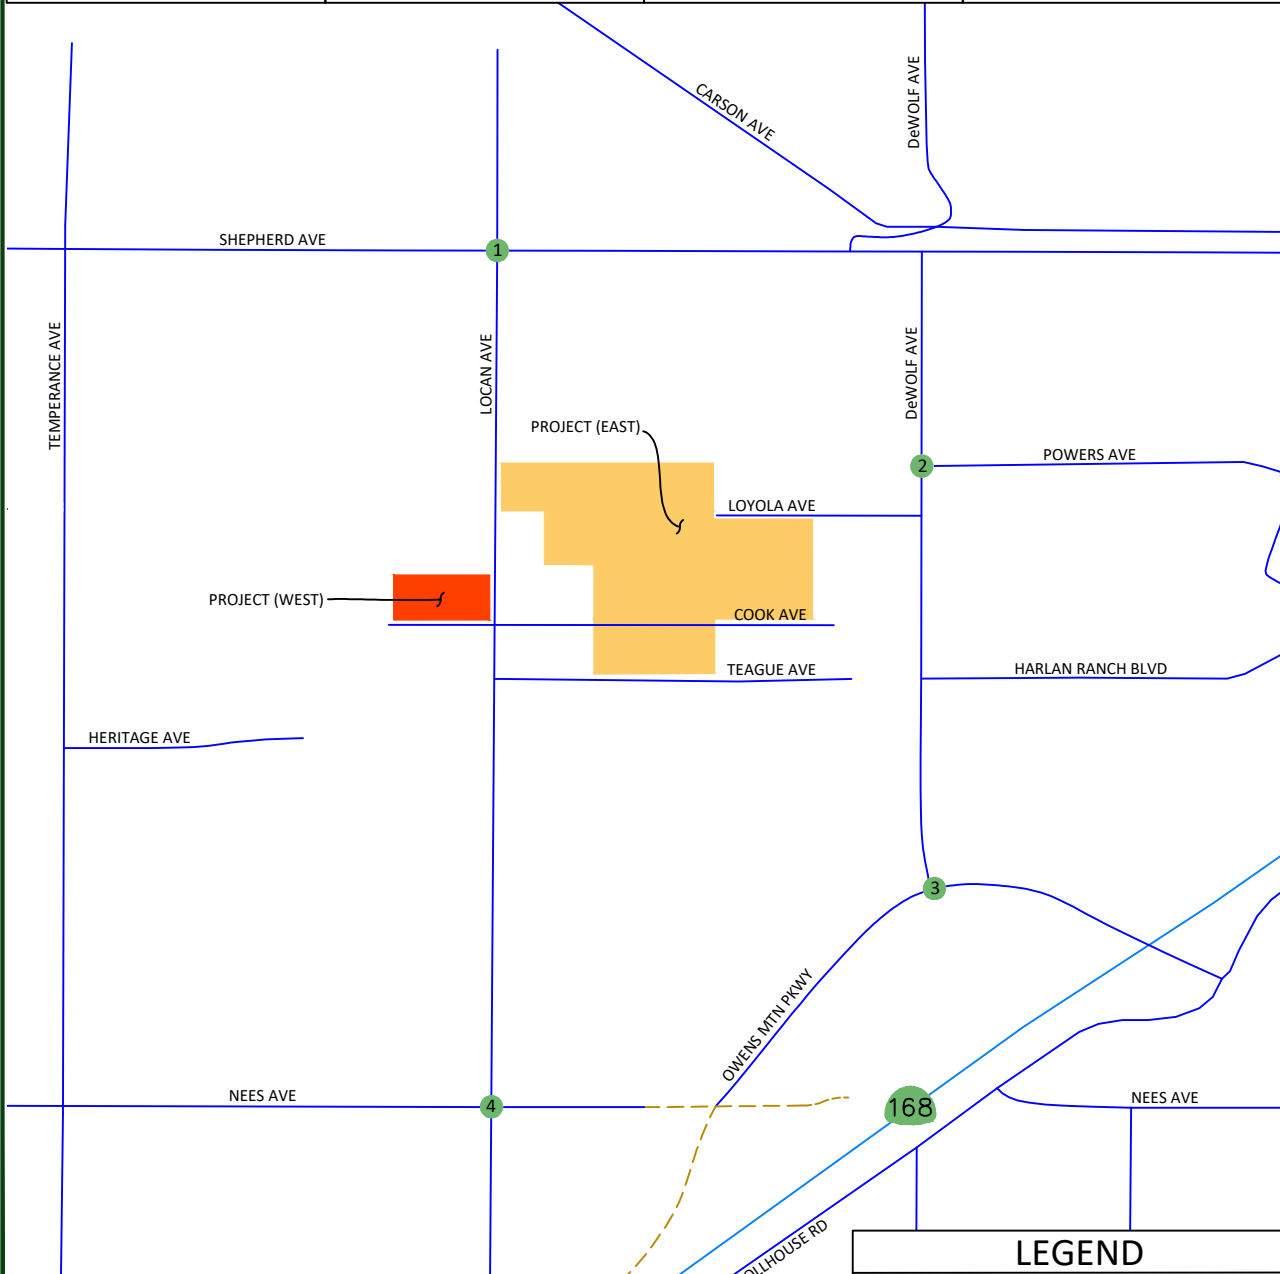 CARSON AVE
DeWOLF AVE
SHEPHERD AVE
1
TEMPERANCE AVE
LOCAN AVE
DeWOLF AVE
PROJECT (EAST)
2
POWERS AVE
LOYOLA AVE
PROJECT (WEST)
COOK AVE
TEAGUE AVE
HARLAN RANCH BLVD
HERITAGE AVE
3
OWENS MTN PKWY
NEES AVE
4
168
NEES AVE
OLLHOUSE RD
LEGEND